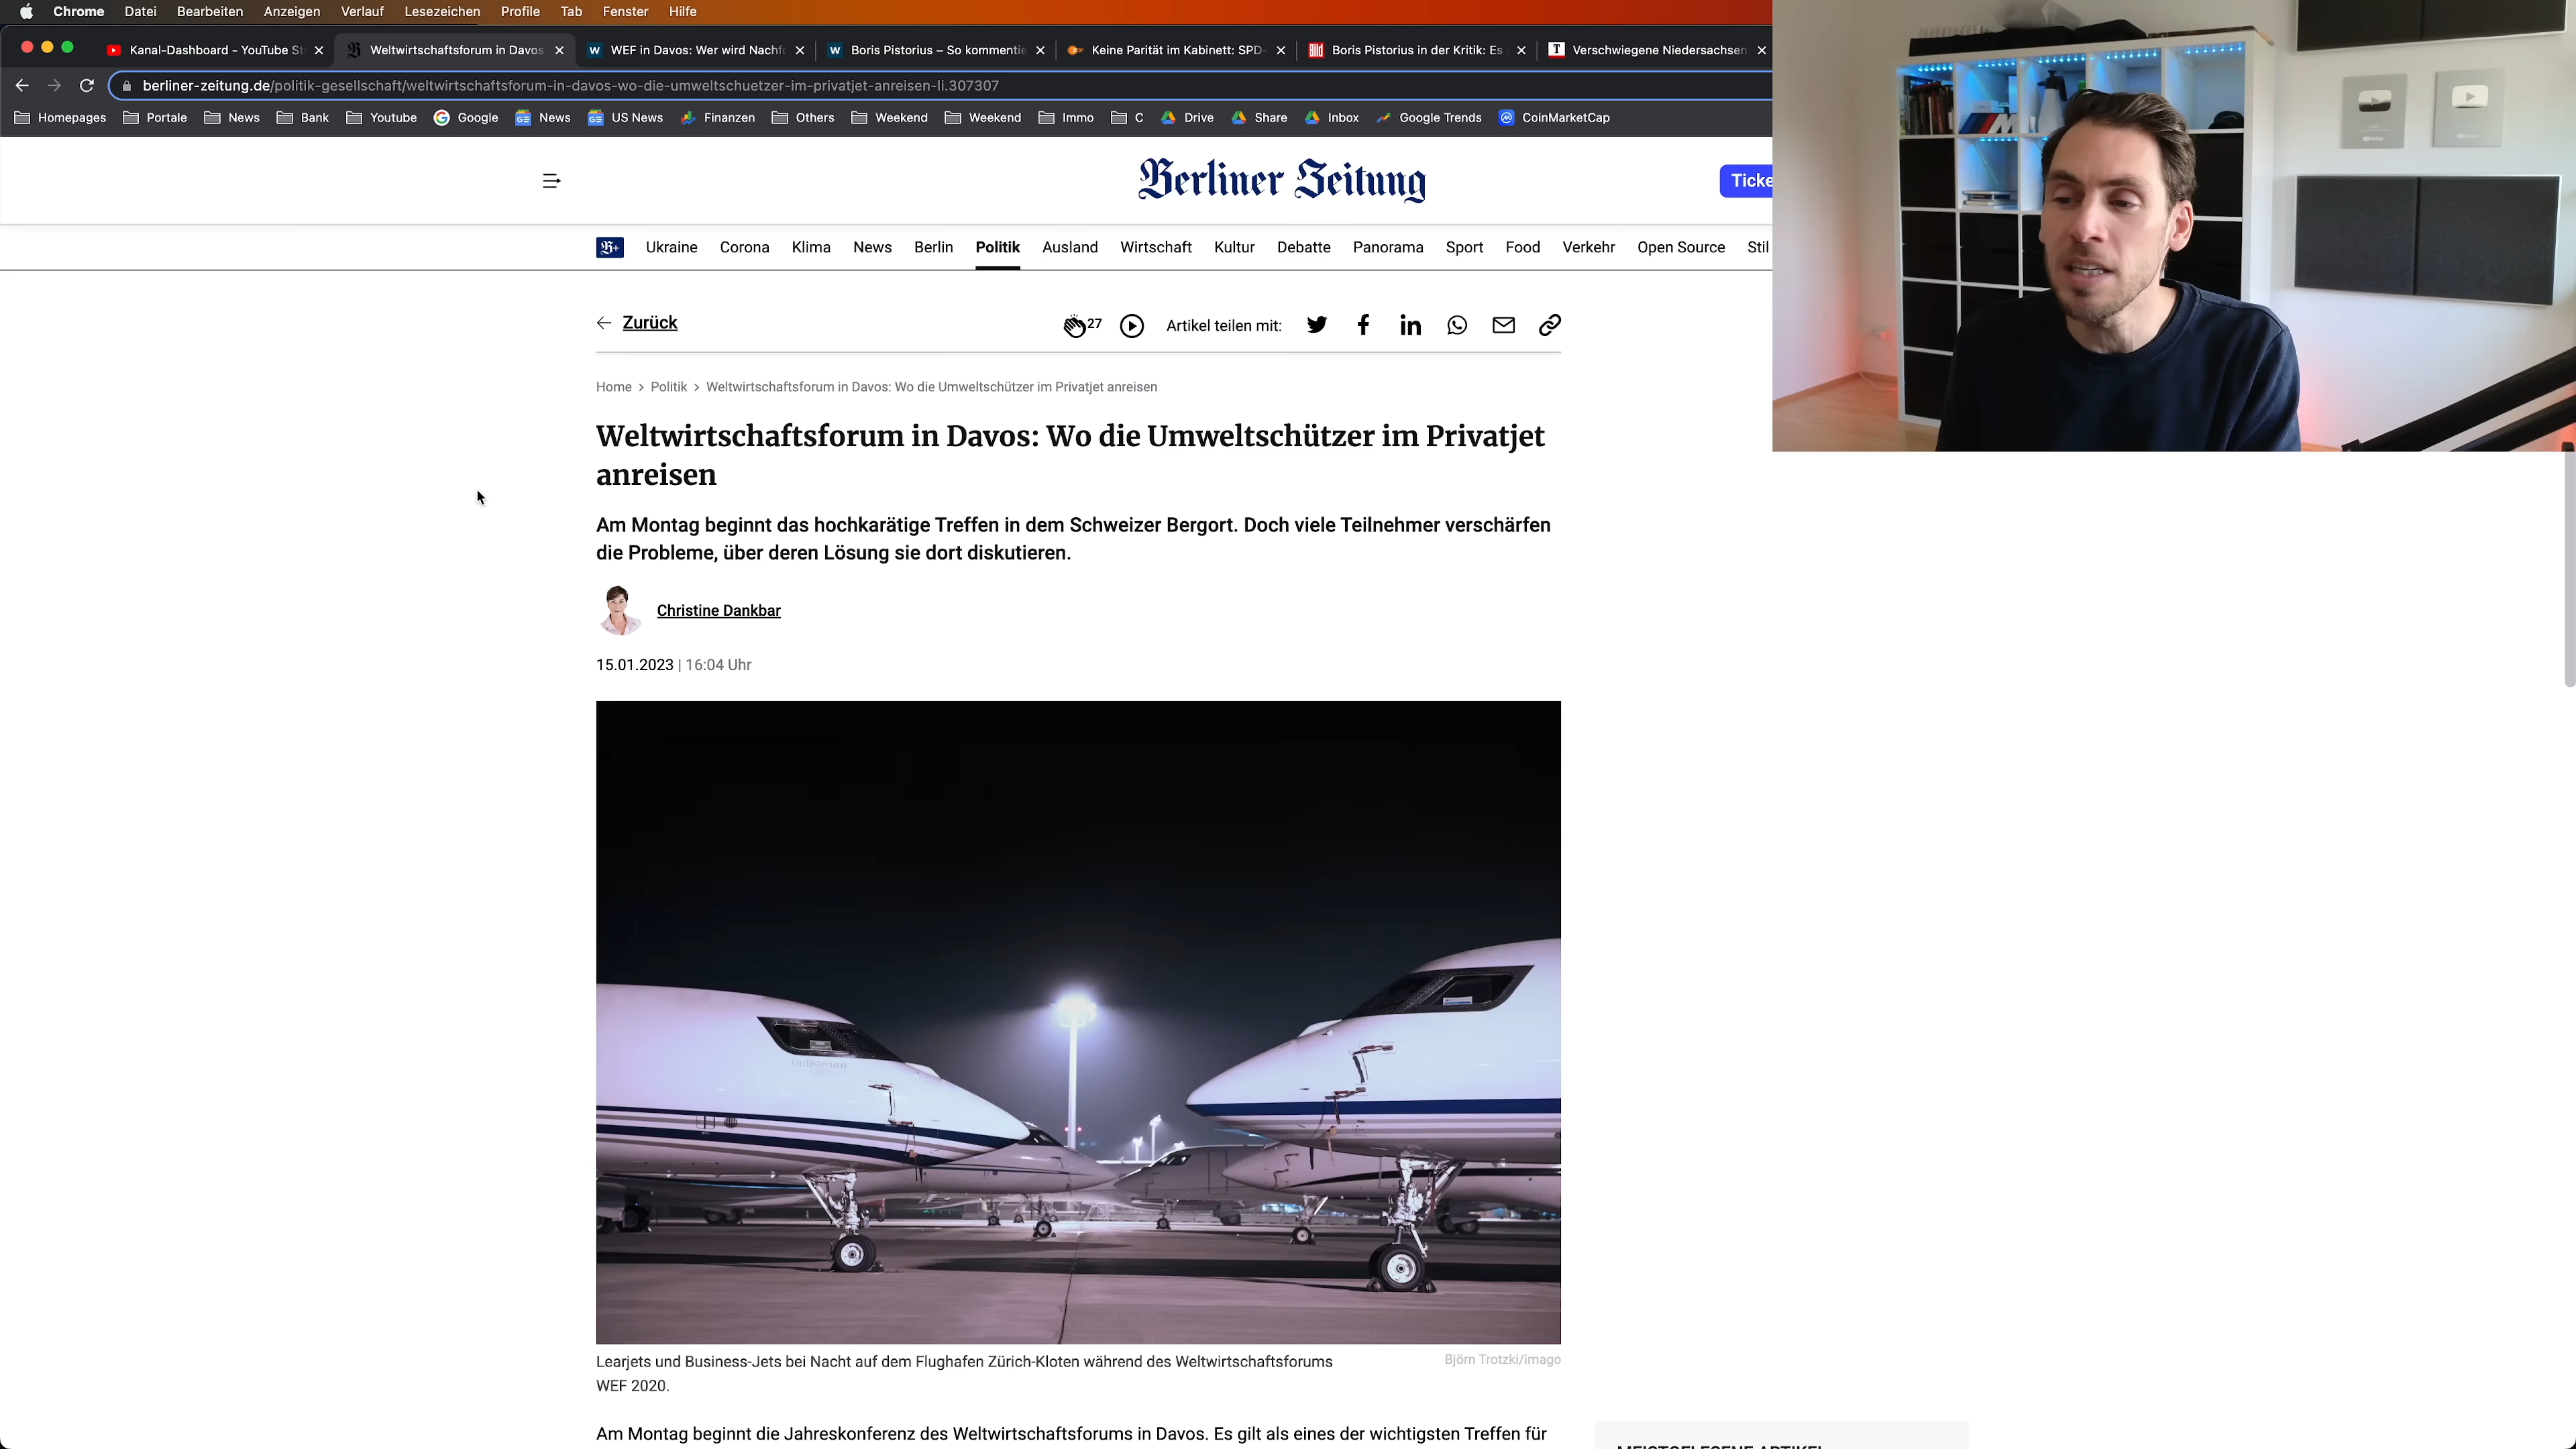 Chrome Datei Bearbeiten Anzeigen Verlauf Lesezeichen Profile Tab Fenster Hilfe
Kanal-Dashboard - YouTube St Weltwirtschaftsforum in Davos: WEF in Davos: Wer wird Nachfo Boris Pistorius – So kommentie Keine Parität im Kabinett: SPD- Boris Pistorius in der Kritik: Es Verschwiegene Niedersachsen
berliner-zeitung.de/politik-gesellschaft/weltwirtschaftsforum-in-davos-wo-die-umweltschuetzer-im-privatjet-anreisen-li.307307
Homepages Portale News Bank Youtube Google News US News Finanzen Others Weekend Weekend Immo C Drive Share Inbox Google Trends CoinMarketCap
Berliner Zeitung
Ticke
B+ Ukraine Corona Klima News Berlin Politik Ausland Wirtschaft Kultur Debatte Panorama Sport Food Verkehr Open Source Stil
Zurück
27
Artikel teilen mit:
Home > Politik > Weltwirtschaftsforum in Davos: Wo die Umweltschützer im Privatjet anreisen
Weltwirtschaftsforum in Davos: Wo die Umweltschützer im Privatjet
anreisen
Am Montag beginnt das hochkarätige Treffen in dem Schweizer Bergort. Doch viele Teilnehmer verschärfen
die Probleme, über deren Lösung sie dort diskutieren.
Christine Dankbar
15.01.2023 | 16:04 Uhr
Gulfstream
Learjets und Business-Jets bei Nacht auf dem Flughafen Zürich-Kloten während des Weltwirtschaftsforums
WEF 2020.
Björn Trotzki/imago
Am Montag beginnt die Jahreskonferenz des Weltwirtschaftsforums in Davos. Es gilt als eines der wichtigsten Treffen für
MEISTGELESENE ARTIKEL